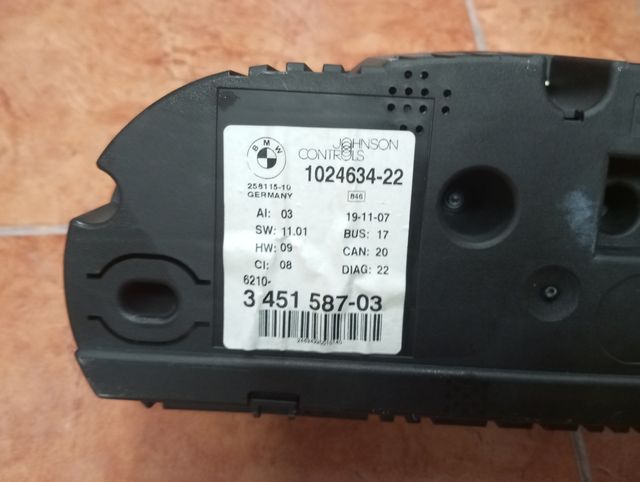 BMW
JOHNSON
CONTROLS
1024634-22
258115-10
GERMANY
846
AI: 03 19-11-07
SW: 11.01 BUS: 17
HW: 09 CAN: 20
CI: 08 DIAG: 22
6210-
3 451 587-03